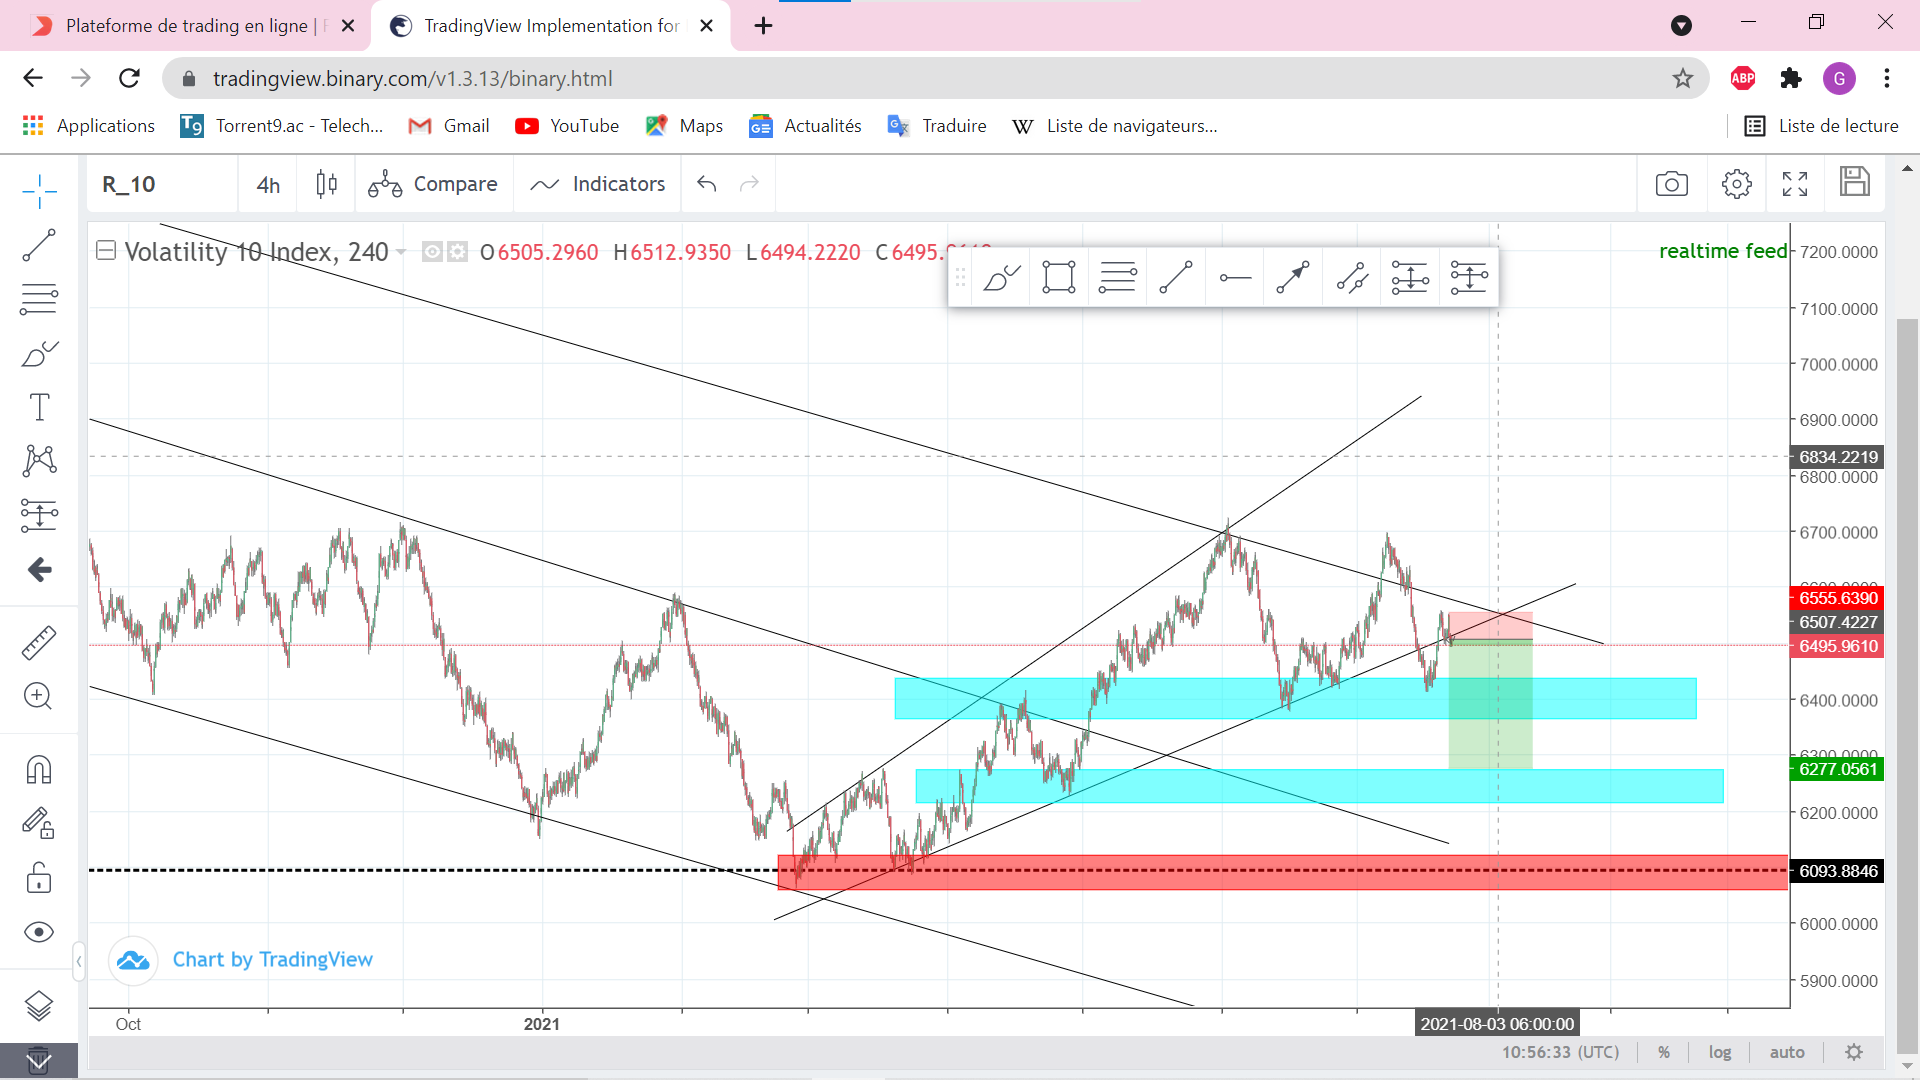 Plateforme de trading en ligne |
TradingView Implementation for
tradingview.binary.com/v1.3.13/binary.html
ABP
G
Applications
T9
Torrent9.ac - Telech...
Gmail
YouTube
Maps
Actualités
Traduire
W
Liste de navigateurs...
Liste de lecture
R_10
4h
Compare
Indicators
Volatility 10 Index, 240
O6505.2960 H6512.9350 L6494.2220 C6495.
realtime feed
7200.0000
7100.0000
7000.0000
6900.0000
6834.2219
6800.0000
6700.0000
6555.6390
6507.4227
6495.9610
6400.0000
6300.0000
6277.0561
6200.0000
6093.8846
6000.0000
5900.0000
Chart by TradingView
Oct
2021
2021-08-03 06:00:00
10:56:33 (UTC)
%
log
auto